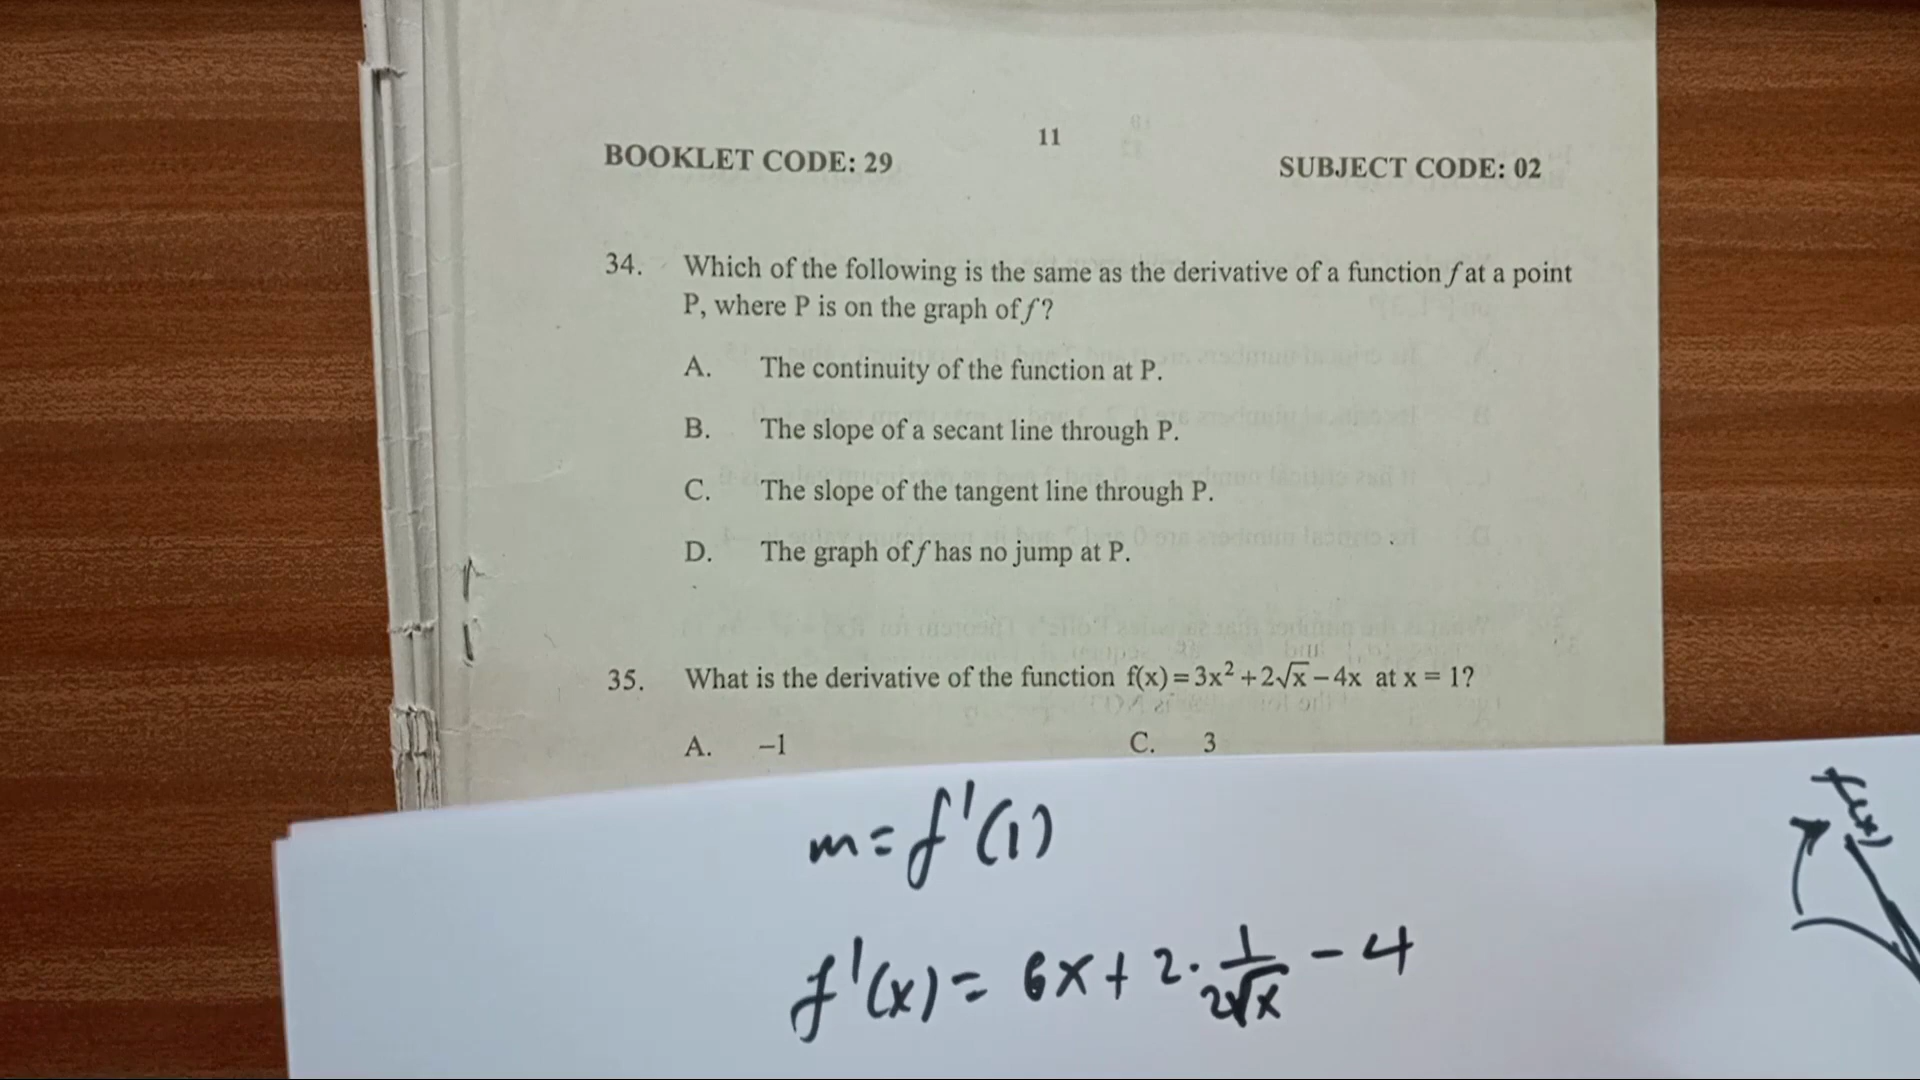 11
BOOKLET CODE: 29
SUBJECT CODE: 02
34. Which of the following is the same as the derivative of a function f at a point
P, where P is on the graph of f ?
A. The continuity of the function at P.
B. The slope of a secant line through P.
C. The slope of the tangent line through P.
D. The graph of f has no jump at P.
35. What is the derivative of the function f(x) = 3x² + 2√x – 4x at x = 1?
A. –1 C. 3
m = f'(1)
f(x)
f'(x) = 6x + 2 · 1/(2√x) – 4